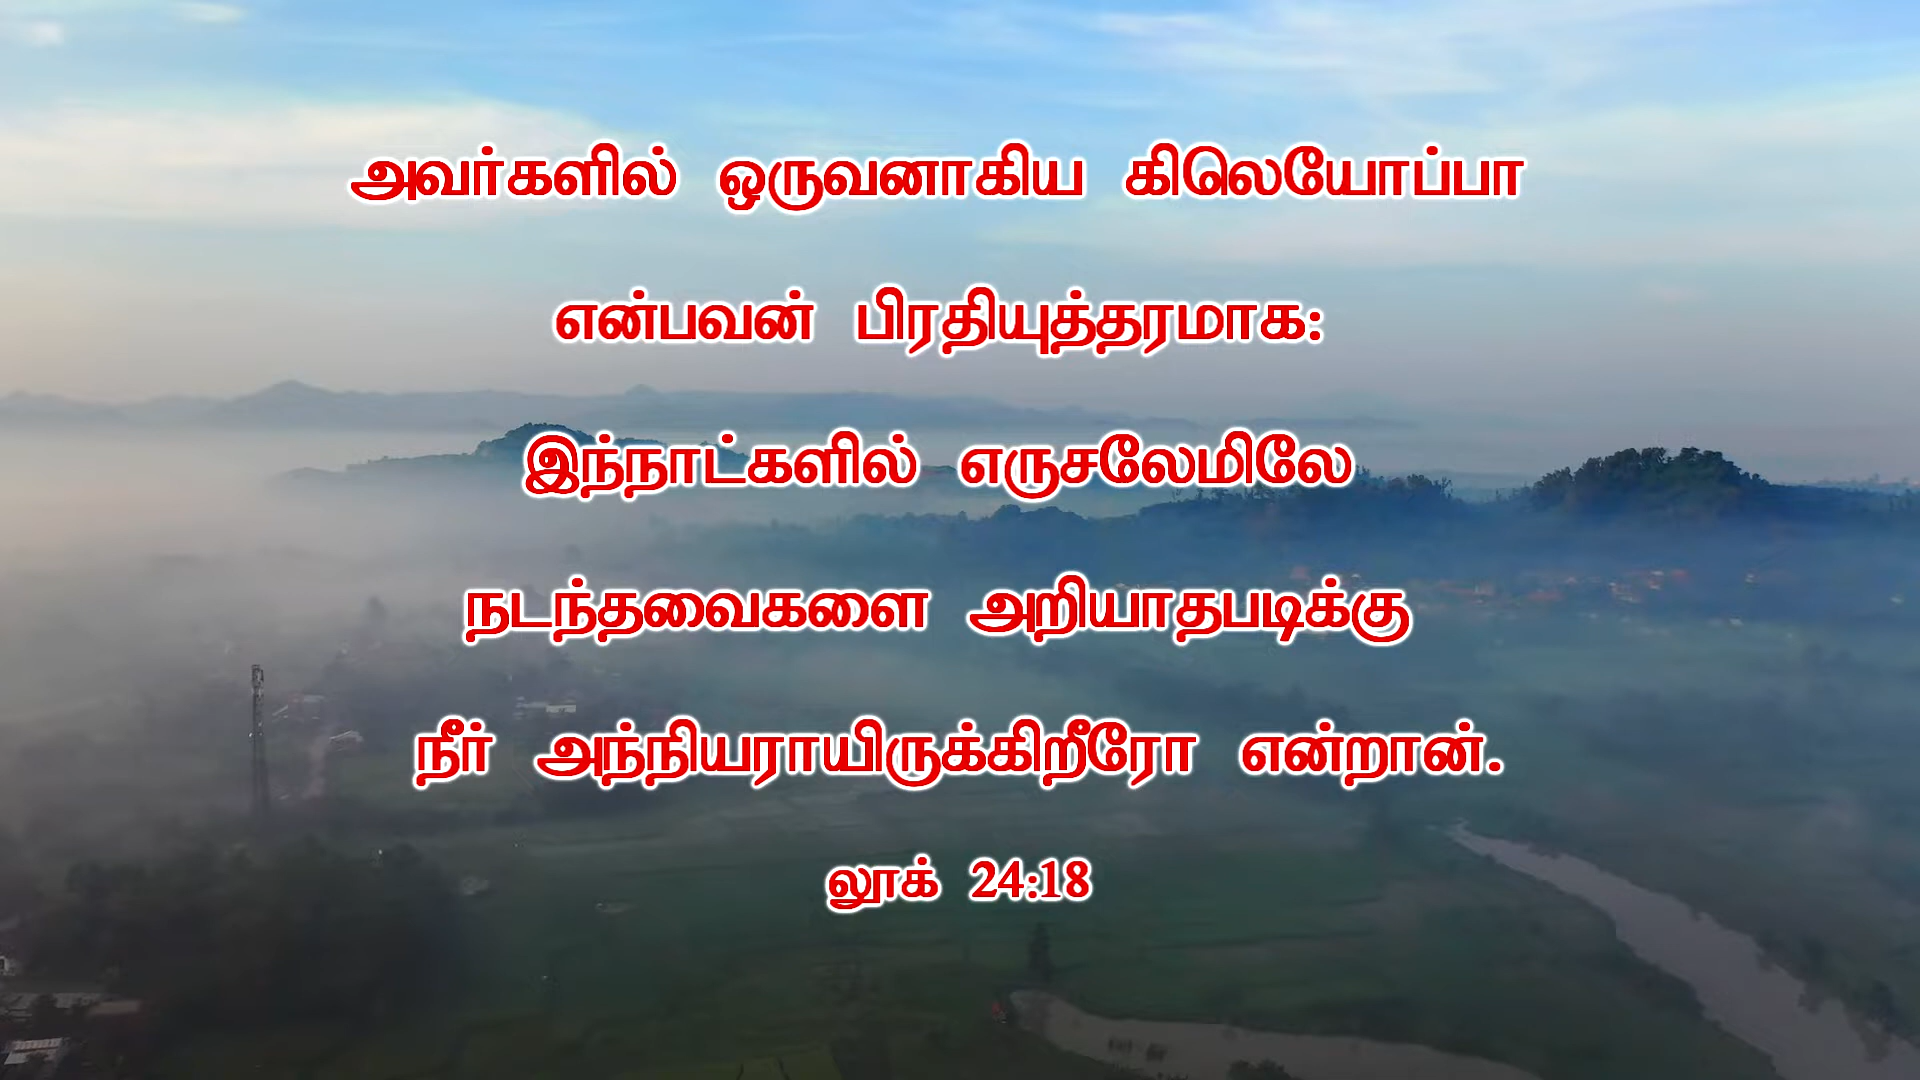 அவர்களில் ஒருவனாகிய கிலெயோப்பா
என்பவன் பிரதியுத்தரமாக:
இந்நாட்களில் எருசலேமிலே
நடந்தவைகளை அறியாதபடிக்கு
நீர் அந்நியராயிருக்கிறீரோ என்றான்.
லூக் 24:18